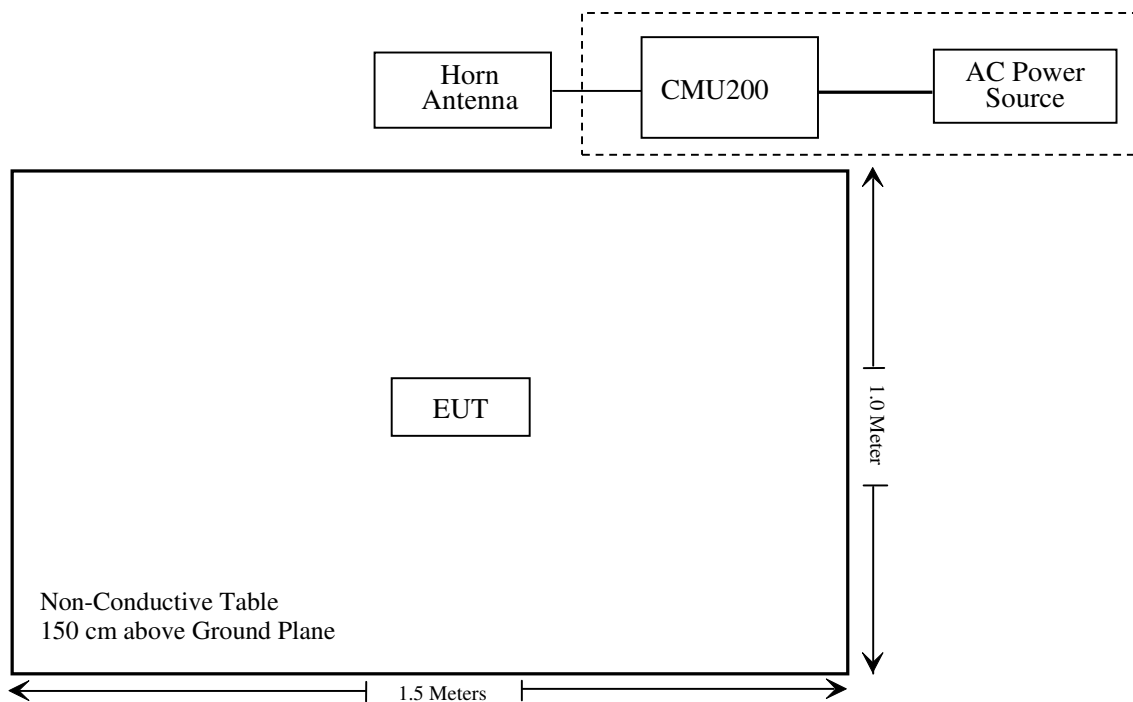 Horn
Antenna
CMU200
AC Power
Source
EUT
1.0 Meter
Non-Conductive Table
150 cm above Ground Plane
1.5 Meters